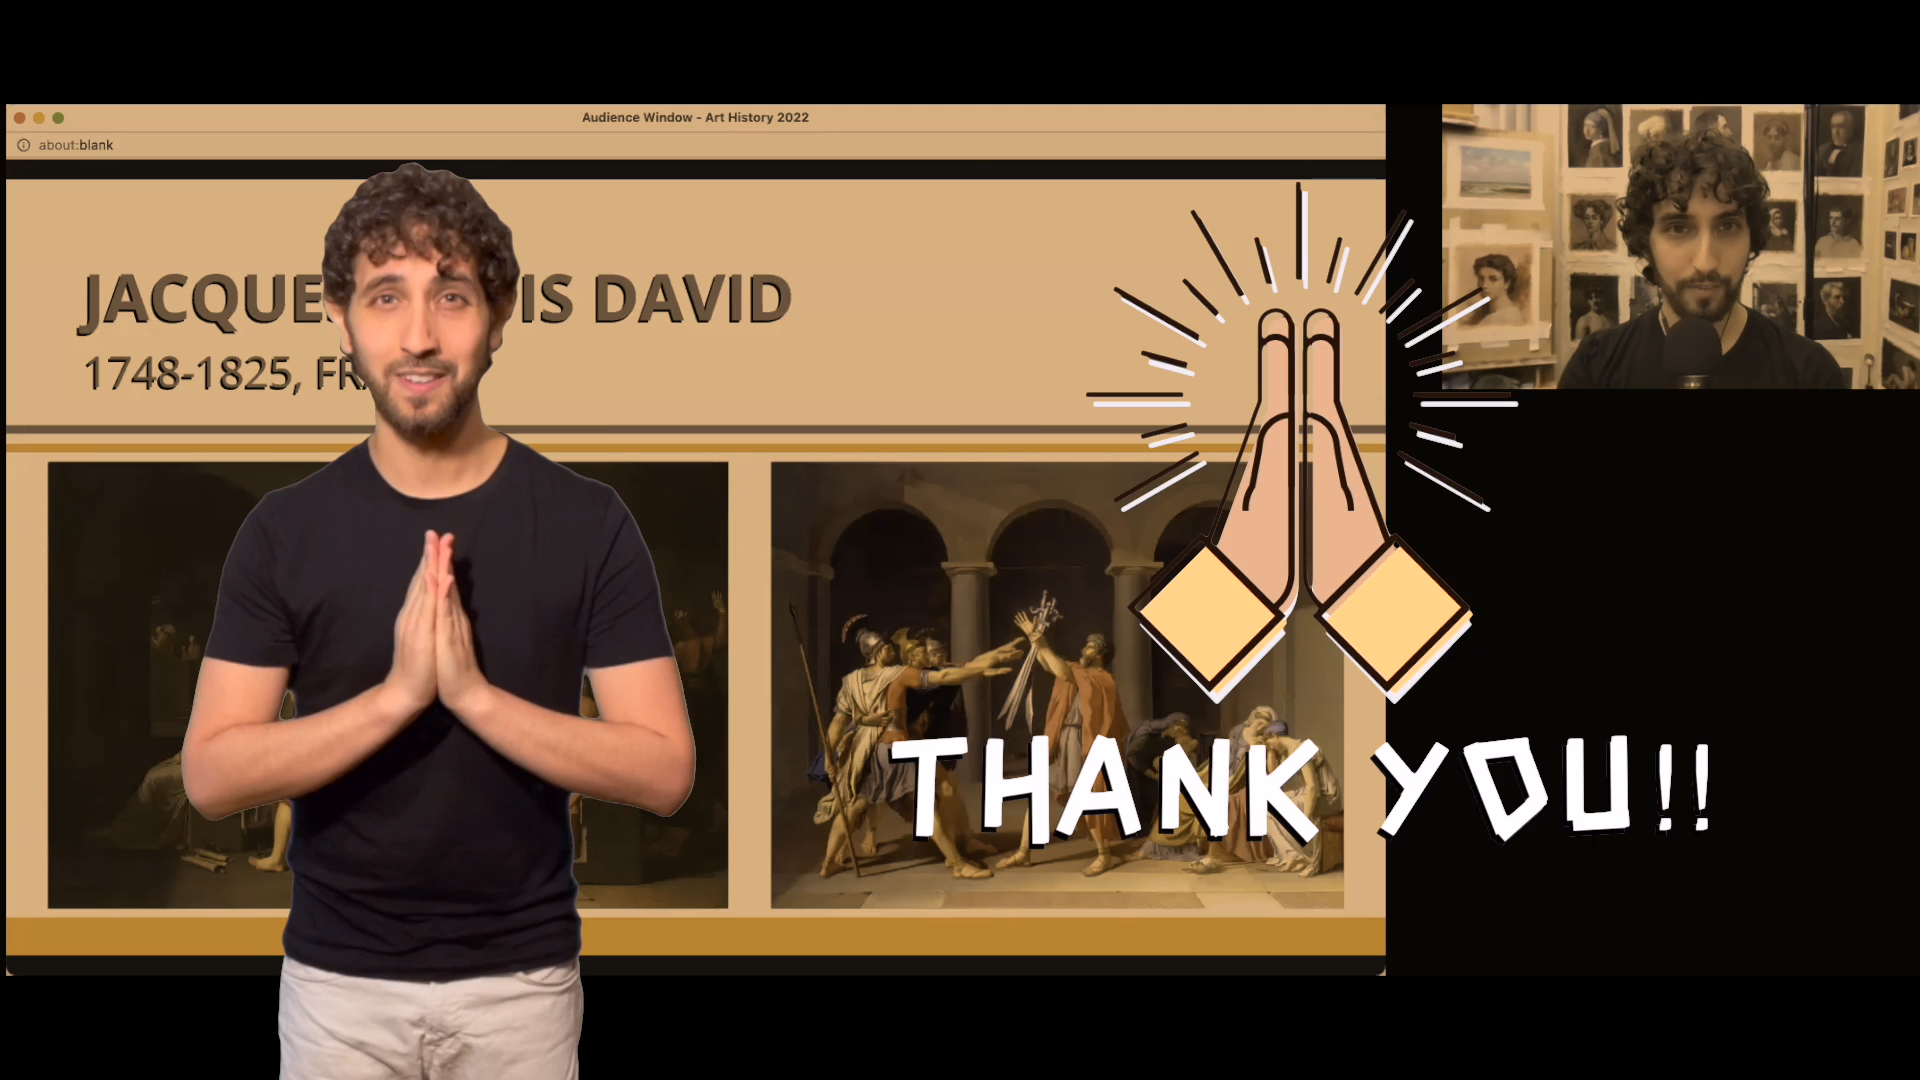 Audience Window - Art History 2022
about:blank
JACQUE IS DAVID
1748-1825, FR
THANK YOU!!